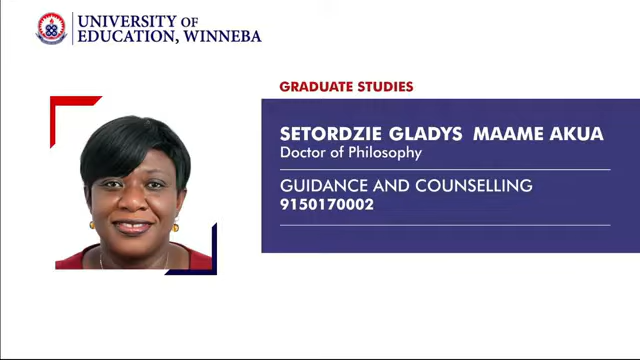 UNIVERSITY OF
EDUCATION, WINNEBA
GRADUATE STUDIES
SETORDZIE GLADYS MAAME AKUA
Doctor of Philosophy
GUIDANCE AND COUNSELLING
9150170002